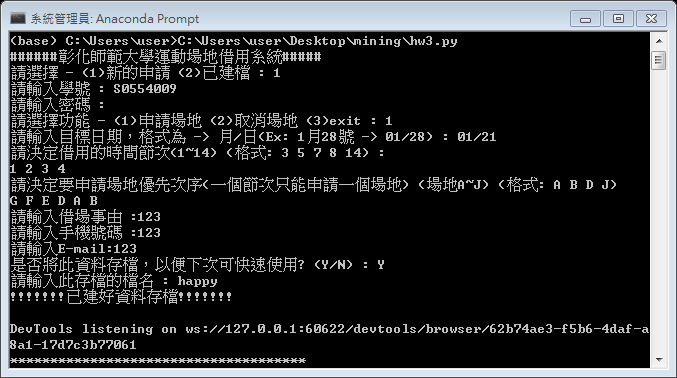 系統管理員: Anaconda Prompt
(base) C:\Users\user>C:\Users\user\Desktop\mining\hw3.py
######彰化師範大學運動場地借用系統#####
請選擇 - (1)新的申請 (2)已建檔 : 1
請輸入學號 : S0554009
請輸入密碼 :
請選擇功能 - (1)申請場地 (2)取消場地 (3)exit : 1
請輸入目標日期，格式為 -> 月/日(Ex: 1月28號 -> 01/28) : 01/21
請決定借用的時間節次(1~14) (格式: 3 5 7 8 14) :
1 2 3 4
請決定要申請場地優先次序(一個節次只能申請一個場地) (場地A~J) (格式: A B D J)
G F E D A B
請輸入借場事由 :123
請輸入手機號碼 :123
請輸入E-mail:123
是否將此資料存檔，以便下次可快速使用? (Y/N) : Y
請輸入此存檔的檔名 : happy
!!!!!!!已建好資料存檔!!!!!!!
DevTools listening on ws://127.0.0.1:60622/devtools/browser/62b74ae3-f5b6-4daf-a
8a1-17d7c3b77061
**************************************